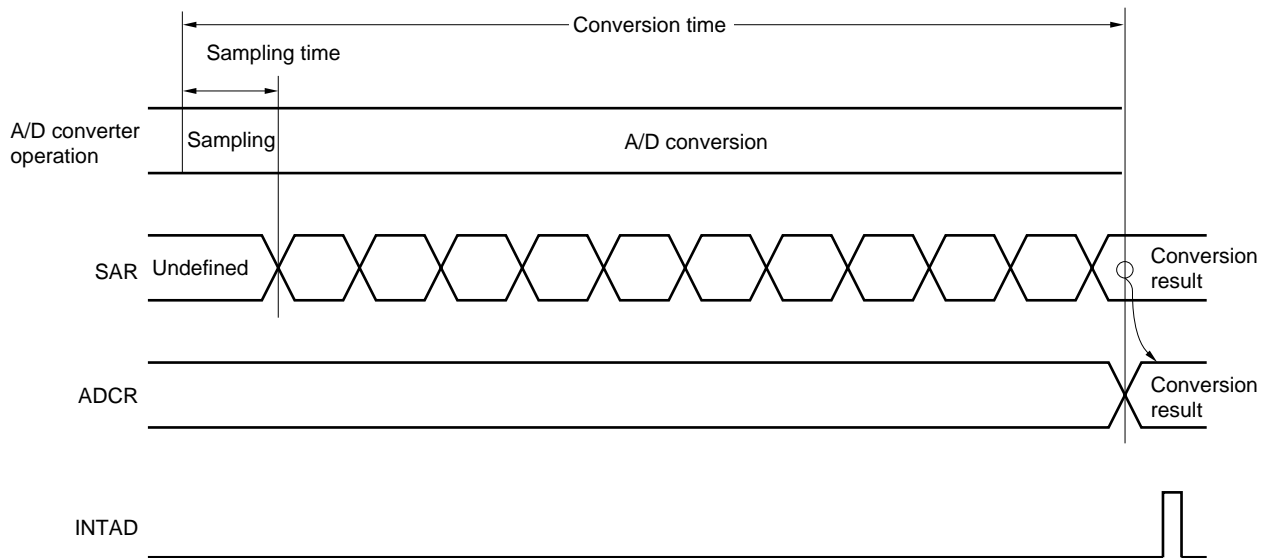 Conversion time
Sampling time
A/D converter
operation
Sampling
A/D conversion
SAR
Undefined
Conversion
result
ADCR
Conversion
result
INTAD